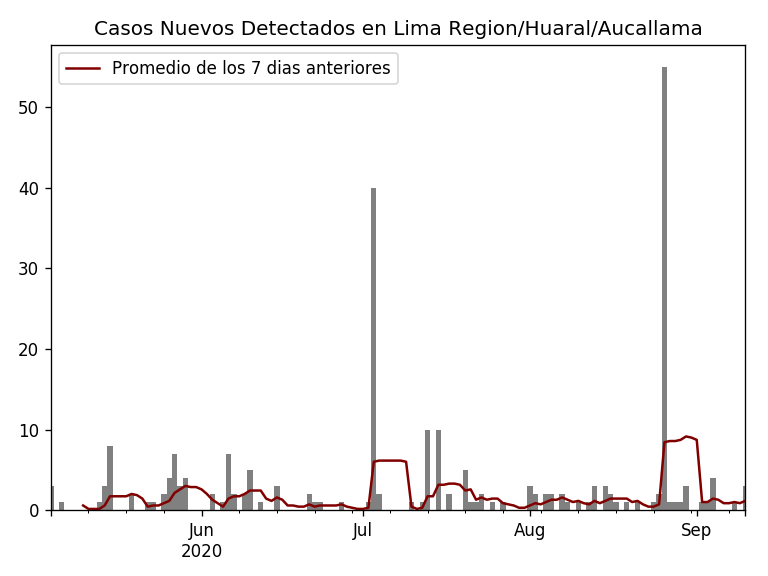 Casos Nuevos Detectados en Lima Region/Huaral/Aucallama
Promedio de los 7 dias anteriores
50
40
30
20
10
0
Jun
2020
Jul
Aug
Sep